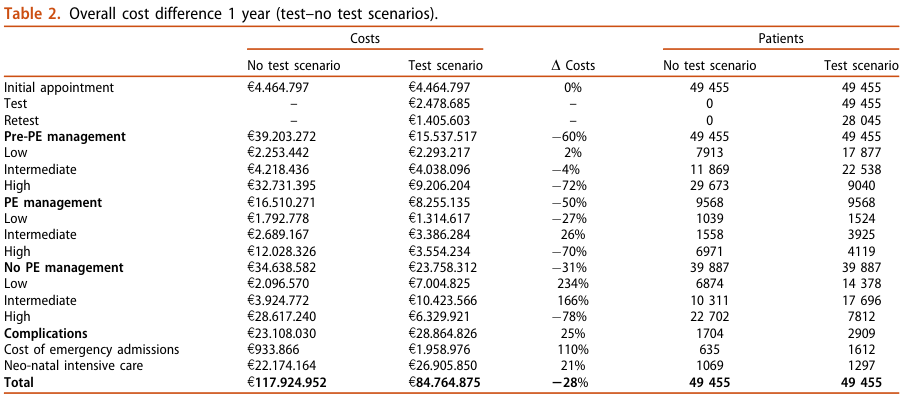 Table 2. Overall cost difference 1 year (test–no test scenarios).
Costs Patients
No test scenario Test scenario Δ Costs No test scenario Test scenario
Initial appointment €4.464.797 €4.464.797 0% 49 455 49 455
Test – €2.478.685 – 0 49 455
Retest – €1.405.603 – 0 28 045
Pre-PE management €39.203.272 €15.537.517 −60% 49 455 49 455
Low €2.253.442 €2.293.217 2% 7913 17 877
Intermediate €4.218.436 €4.038.096 −4% 11 869 22 538
High €32.731.395 €9.206.204 −72% 29 673 9040
PE management €16.510.271 €8.255.135 −50% 9568 9568
Low €1.792.778 €1.314.617 −27% 1039 1524
Intermediate €2.689.167 €3.386.284 26% 1558 3925
High €12.028.326 €3.554.234 −70% 6971 4119
No PE management €34.638.582 €23.758.312 −31% 39 887 39 887
Low €2.096.570 €7.004.825 234% 6874 14 378
Intermediate €3.924.772 €10.423.566 166% 10 311 17 696
High €28.617.240 €6.329.921 −78% 22 702 7812
Complications €23.108.030 €28.864.826 25% 1704 2909
Cost of emergency admissions €933.866 €1.958.976 110% 635 1612
Neo-natal intensive care €22.174.164 €26.905.850 21% 1069 1297
Total €117.924.952 €84.764.875 −28% 49 455 49 455